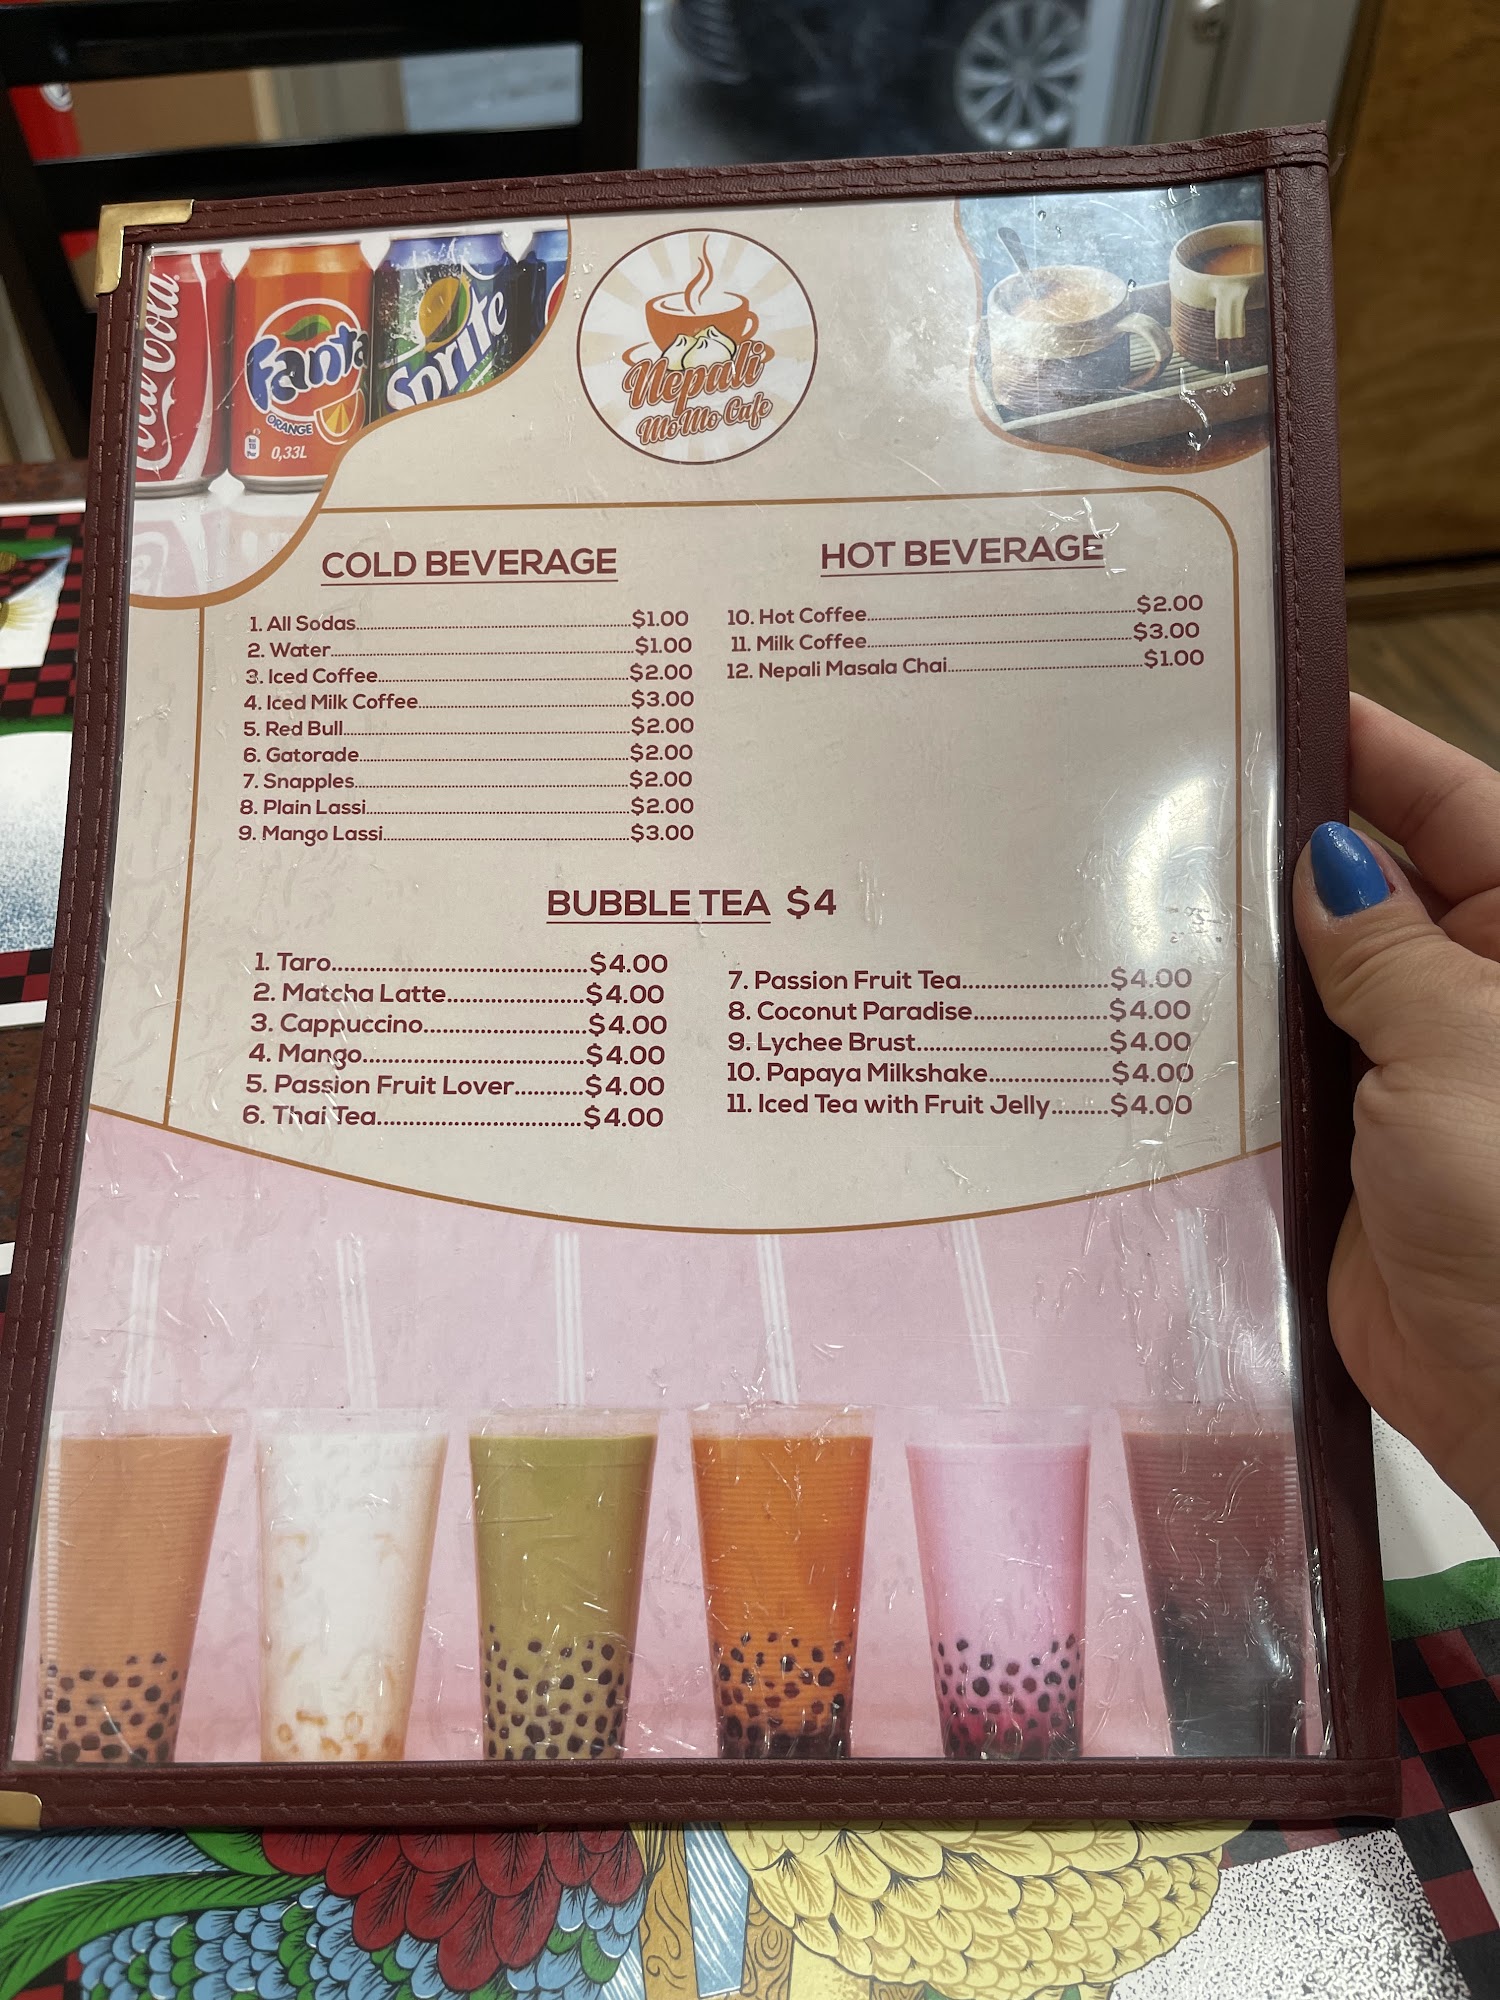 Coca Cola
Fanta
ORANGE
0,33L
Sprite
Nepali
MoMo Cafe
COLD BEVERAGE
1. All Sodas..........$1.00
2. Water..........$1.00
3. Iced Coffee..........$2.00
4. Iced Milk Coffee..........$3.00
5. Red Bull..........$2.00
6. Gatorade..........$2.00
7. Snapples..........$2.00
8. Plain Lassi..........$2.00
9. Mango Lassi..........$3.00
HOT BEVERAGE
10. Hot Coffee..........$2.00
11. Milk Coffee..........$3.00
12. Nepali Masala Chai..........$1.00
BUBBLE TEA $4
1. Taro..........$4.00
2. Matcha Latte..........$4.00
3. Cappuccino..........$4.00
4. Mango..........$4.00
5. Passion Fruit Lover..........$4.00
6. Thai Tea..........$4.00
7. Passion Fruit Tea..........$4.00
8. Coconut Paradise..........$4.00
9. Lychee Brust..........$4.00
10. Papaya Milkshake..........$4.00
11. Iced Tea with Fruit Jelly.........$4.00